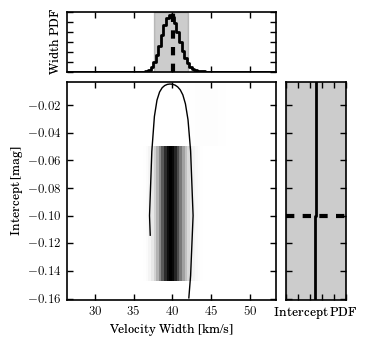 Width PDF
−0.02
−0.04
−0.06
−0.08
−0.10
−0.12
−0.14
−0.16
Intercept [mag]
30 35 40 45 50
Velocity Width [km/s]
Intercept PDF